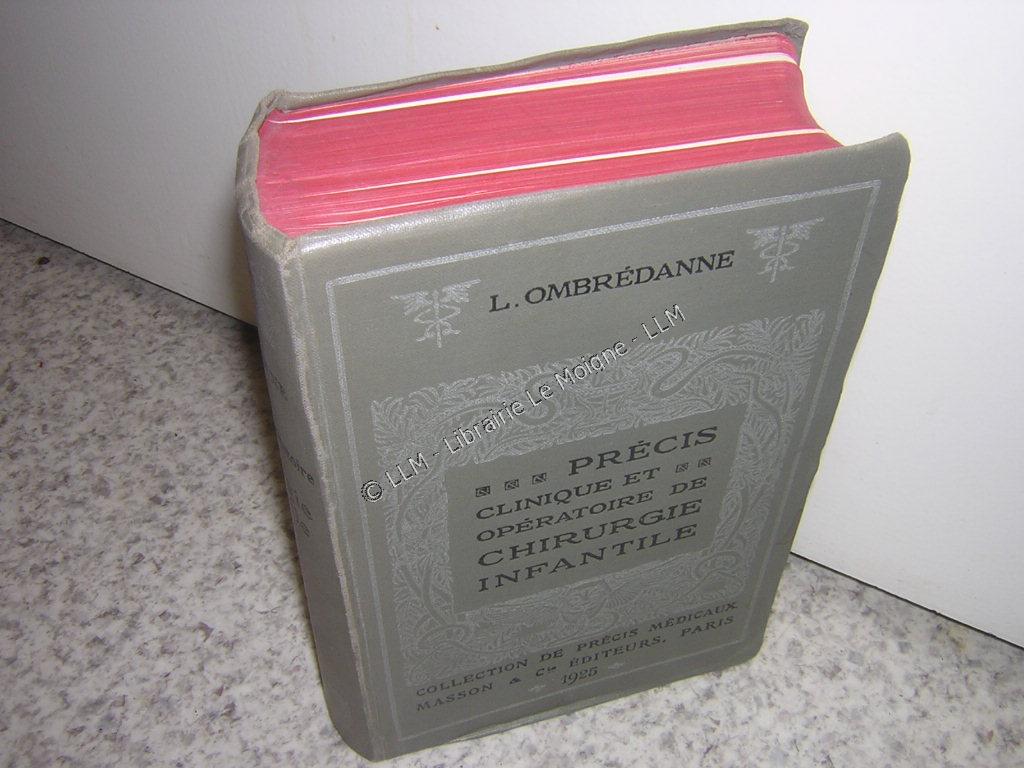 L. OMBRÉDANNE
© LLM - Librairie Le Moigne - LLM
PRÉCIS
CLINIQUE ET
OPÉRATOIRE DE
CHIRURGIE
INFANTILE
COLLECTION DE PRÉCIS MÉDICAUX
MASSON & Cie ÉDITEURS, PARIS
1925